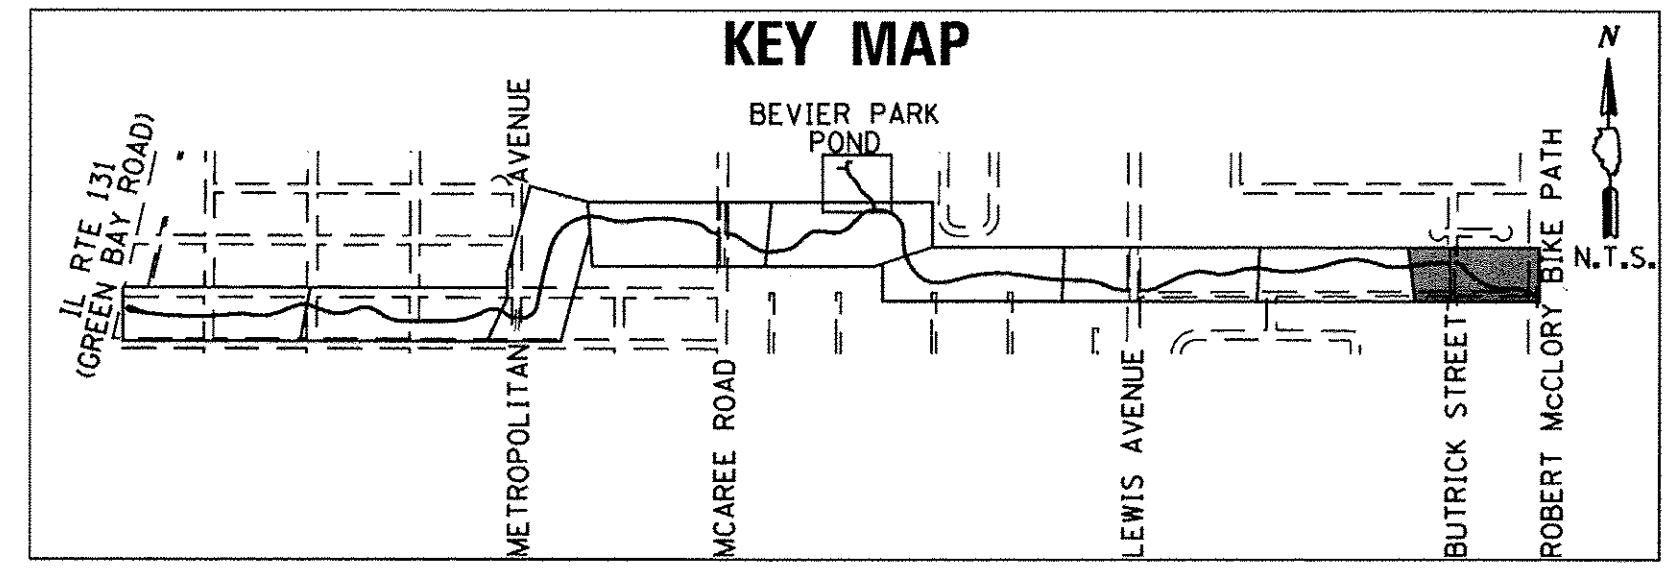 KEY MAP
N
N.T.S.
BEVIER PARK
POND
IL RTE 131
(GREEN BAY ROAD)
METROPOLITAN AVENUE
MCAREE ROAD
LEWIS AVENUE
BUTRICK STREET
ROBERT McCLORY BIKE PATH